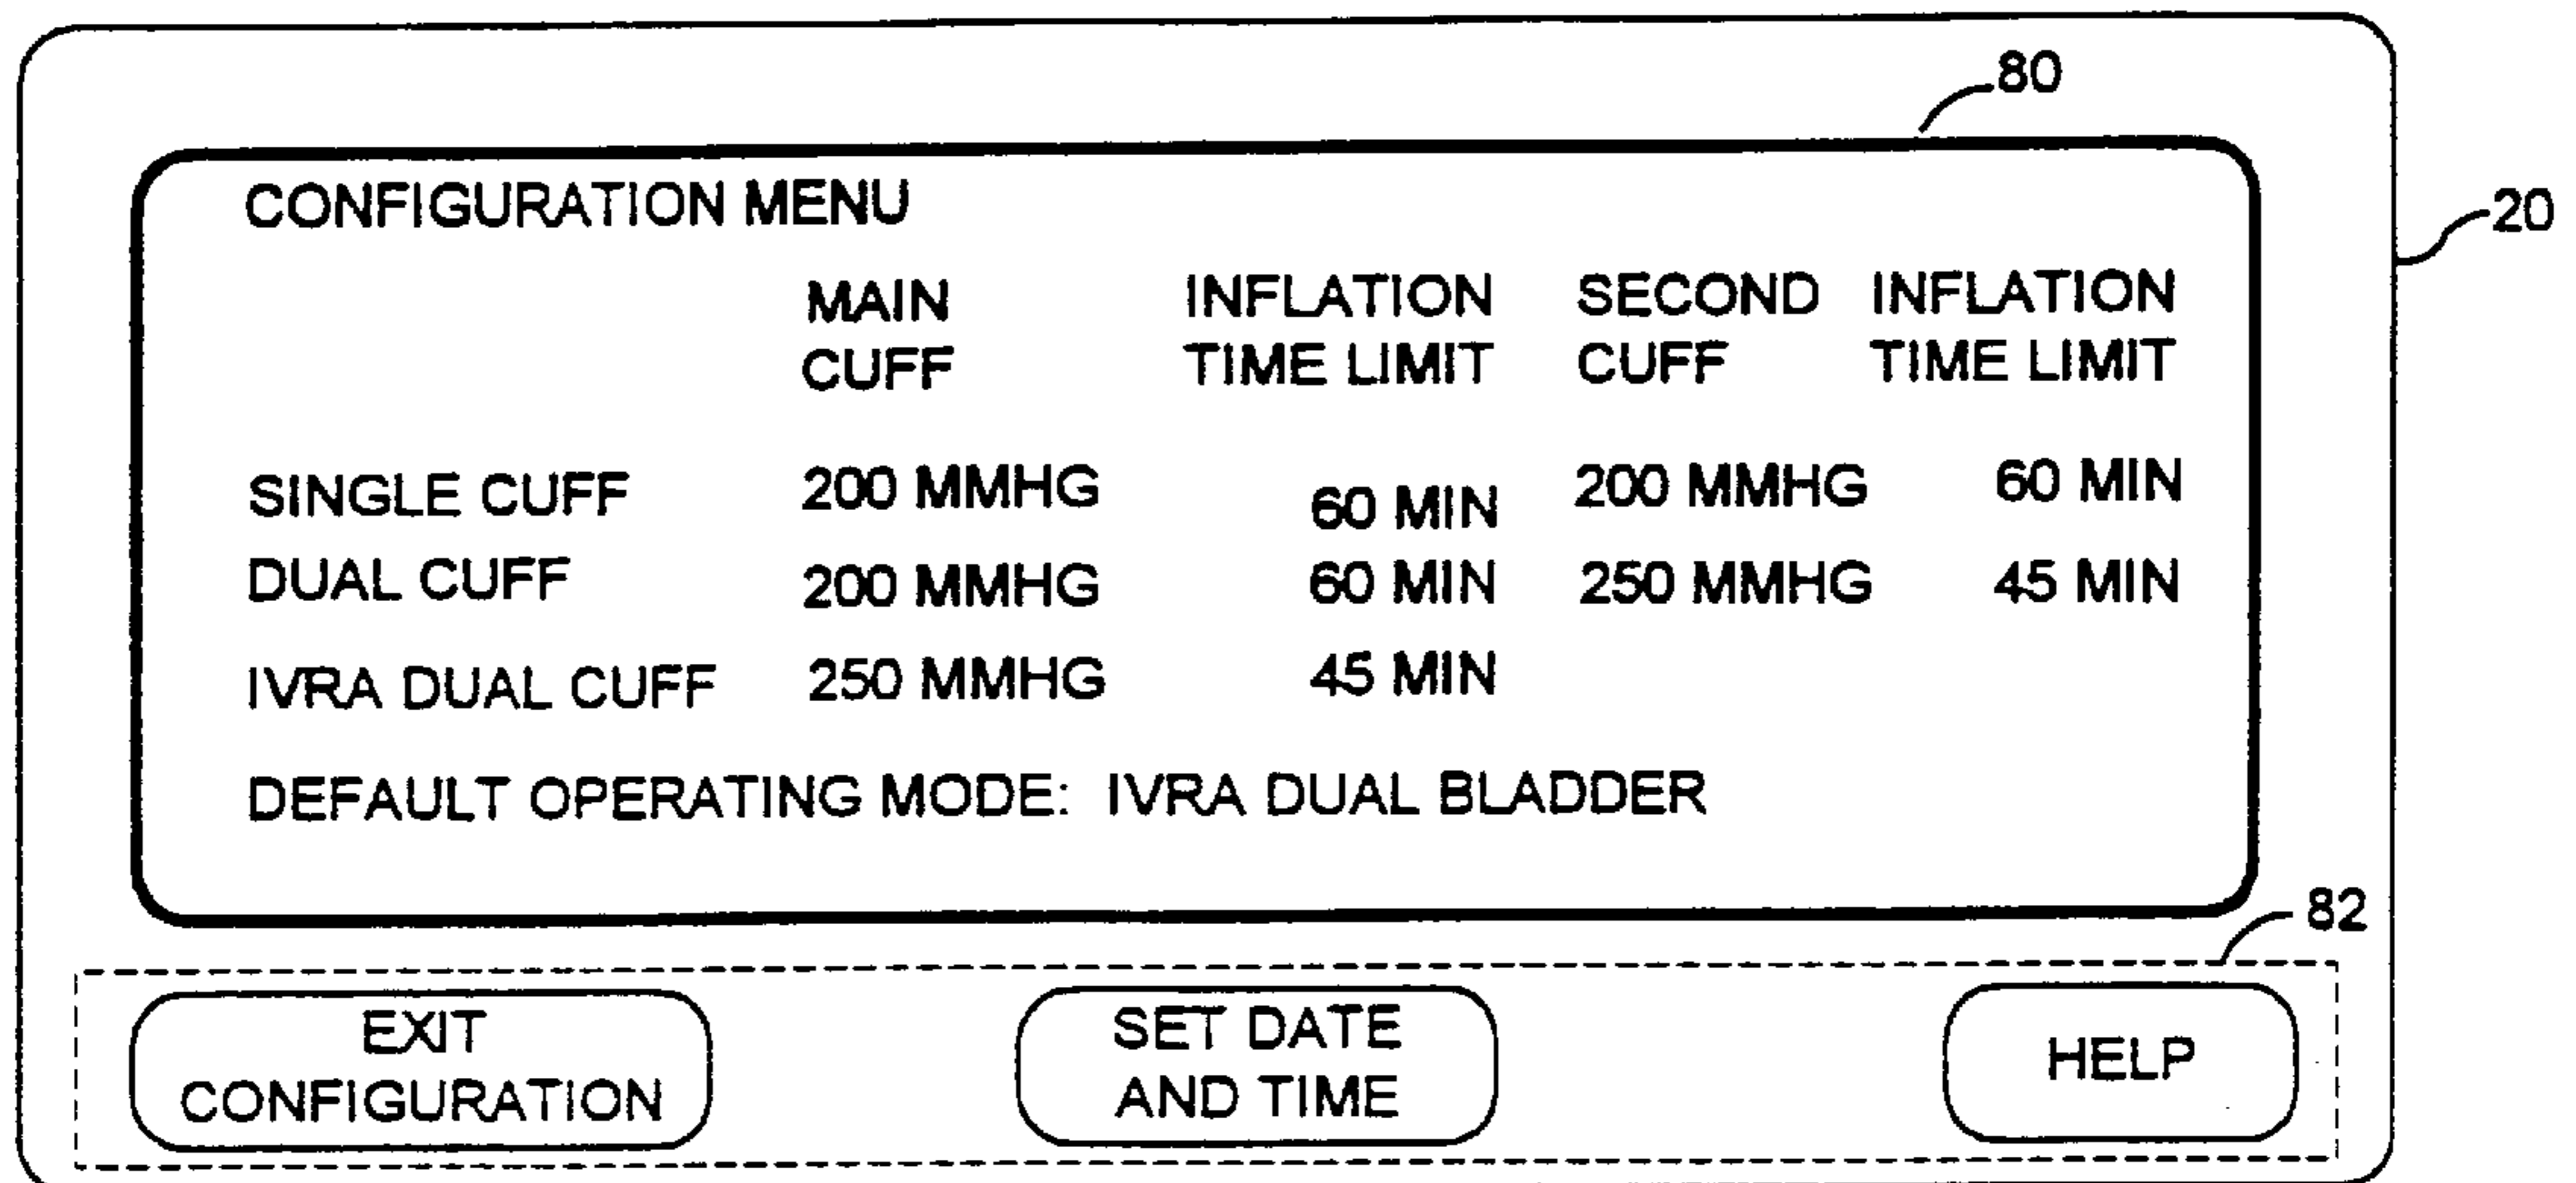 80
CONFIGURATION MENU
20
MAIN INFLATION SECOND INFLATION
CUFF TIME LIMIT CUFF TIME LIMIT
SINGLE CUFF 200 MMHG 60 MIN 200 MMHG 60 MIN
DUAL CUFF 200 MMHG 60 MIN 250 MMHG 45 MIN
IVRA DUAL CUFF 250 MMHG 45 MIN
DEFAULT OPERATING MODE: IVRA DUAL BLADDER
82
EXIT
CONFIGURATION
SET DATE
AND TIME
HELP